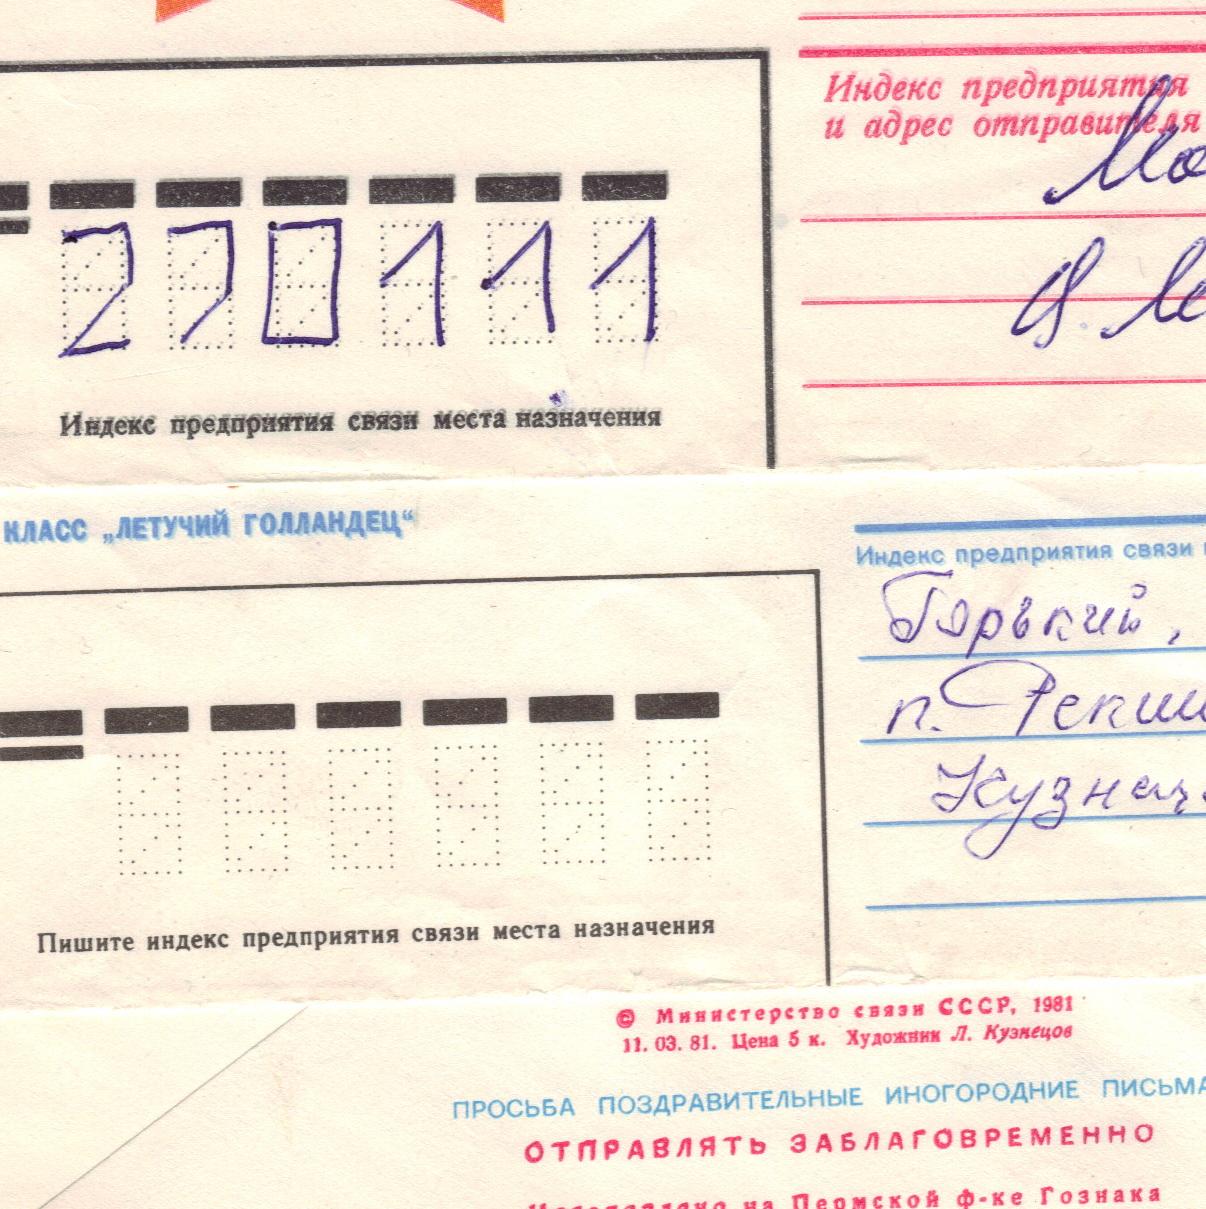 Индекс предприятия
и адрес отправителя
220111
Индекс предприятия связи места назначения
КЛАСС „ЛЕТУЧИЙ ГОЛЛАНДЕЦ“
Индекс предприятия связи
Горький,
п.
Пишите индекс предприятия связи места назначения
© Министерство связи СССР, 1981
11. 03. 81. Цена 5 к. Художник Л. Кузнецов
ПРОСЬБА ПОЗДРАВИТЕЛЬНЫЕ ИНОГОРОДНИЕ ПИСЬМА
ОТПРАВЛЯТЬ ЗАБЛАГОВРЕМЕННО
Изготовлено на Пермской ф-ке Гознака